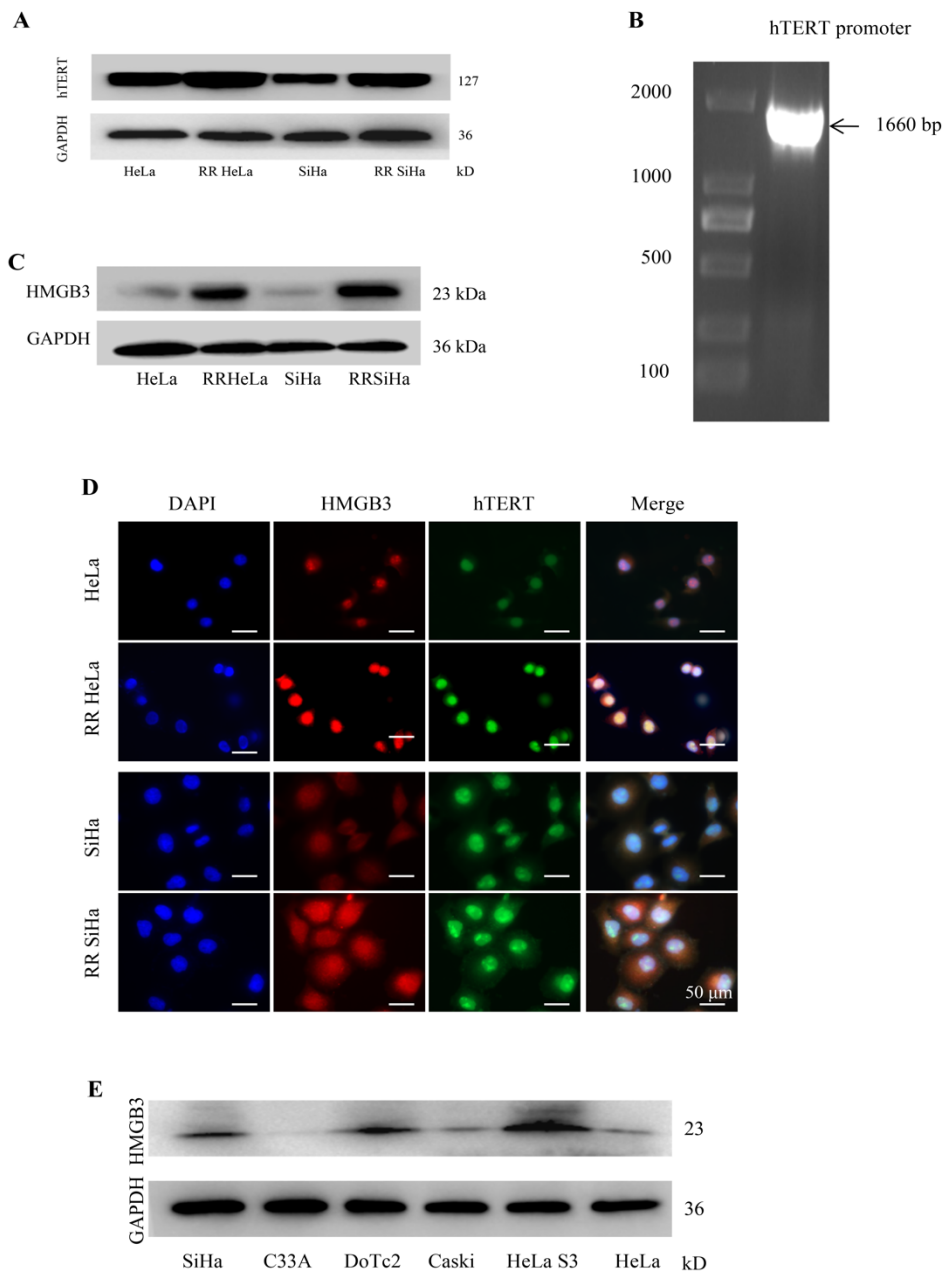 A
hTERT
127
GAPDH
36
HeLa RR HeLa SiHa RR SiHa kD
B
hTERT promoter
2000
1660 bp
1000
500
100
C
HMGB3
23 kDa
GAPDH
36 kDa
HeLa RRHeLa SiHa RRSiHa
D
DAPI HMGB3 hTERT Merge
HeLa
RR HeLa
SiHa
RR SiHa
50 μm
E
HMGB3
23
GAPDH
36
SiHa C33A DoTc2 Caski HeLa S3 HeLa kD